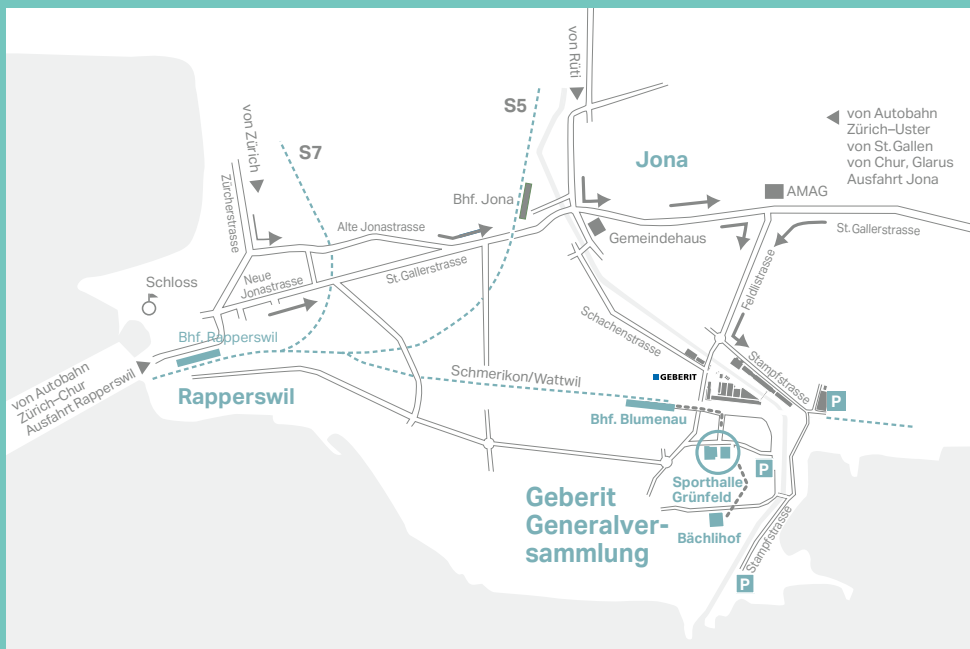 von Rüti
S5
von Zürich
S7
Jona
von Autobahn
Zürich–Uster
von St.Gallen
von Chur, Glarus
Ausfahrt Jona
AMAG
Bhf. Jona
Zürcherstrasse
Alte Jonastrasse
Gemeindehaus
St.Gallerstrasse
Schloss
Neue
Jonastrasse
St.Gallerstrasse
Feldlistrasse
Schachenstrasse
Bhf. Rapperswil
Stampfstrasse
Schmerikon/Wattwil
GEBERIT
von Autobahn
Zürich–Chur
Ausfahrt Rapperswil
Rapperswil
P
Bhf. Blumenau
P
Sporthalle
Grünfeld
Geberit
Generalver-
sammlung
Bächlihof
Stampfstrasse
P